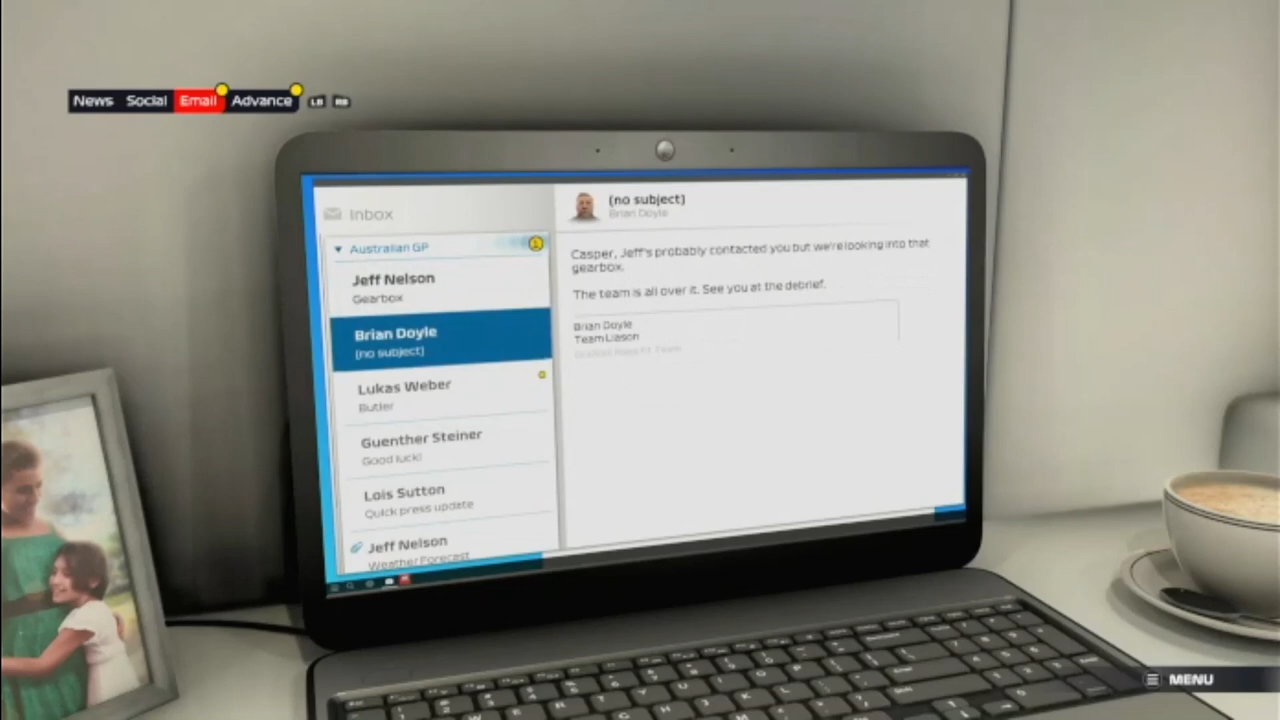 News Social Email Advance LB RB
Inbox
Australian GP
1
Jeff Nelson
Gearbox
Brian Doyle
(no subject)
Lukas Weber
Butler
Guenther Steiner
Good luck!
Lois Sutton
Quick press update
Jeff Nelson
Weather Forecast
(no subject)
Brian Doyle
Casper, Jeff's probably contacted you but we're looking into that
gearbox.
The team is all over it. See you at the debrief.
Brian Doyle
Team Liason
MENU